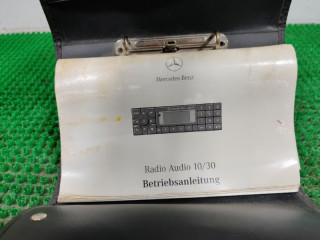 Mercedes-Benz
Radio Audio 10/30
Betriebsanleitung